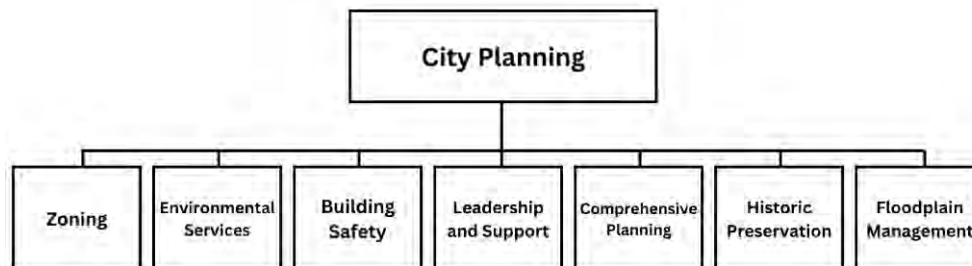 City Planning
Zoning
Environmental
Services
Building
Safety
Leadership
and Support
Comprehensive
Planning
Historic
Preservation
Floodplain
Management